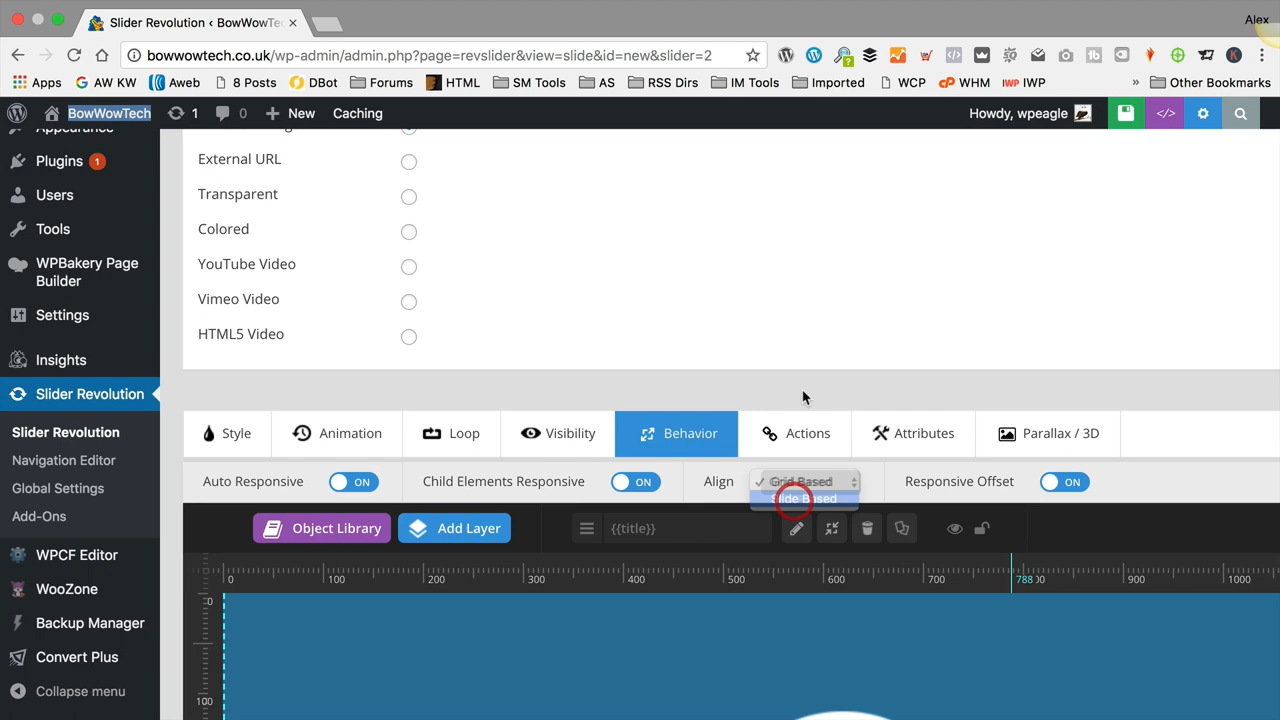 Slider Revolution ‹ BowWowTech
Alex
bowwowtech.co.uk/wp-admin/admin.php?page=revslider&view=slide&id=new&slider=2
Apps AW KW Aweb 8 Posts DBot Forums HTML SM Tools AS RSS Dirs IM Tools Imported WCP WHM IWP » Other Bookmarks
BowWowTech 1 0 New Caching Howdy, wpeagle
Appearance
Plugins 1
Users
Tools
WPBakery Page
Builder
Settings
Insights
Slider Revolution
Slider Revolution
Navigation Editor
Global Settings
Add-Ons
WPCF Editor
WooZone
Backup Manager
Convert Plus
Collapse menu
External URL
Transparent
Colored
YouTube Video
Vimeo Video
HTML5 Video
Style Animation Loop Visibility Behavior Actions Attributes Parallax / 3D
Auto Responsive ON Child Elements Responsive ON Align Grid Based Responsive Offset ON
Slide Based
Object Library Add Layer {{title}}
0 100 200 300 400 500 600 700 788 900 1000
0
100